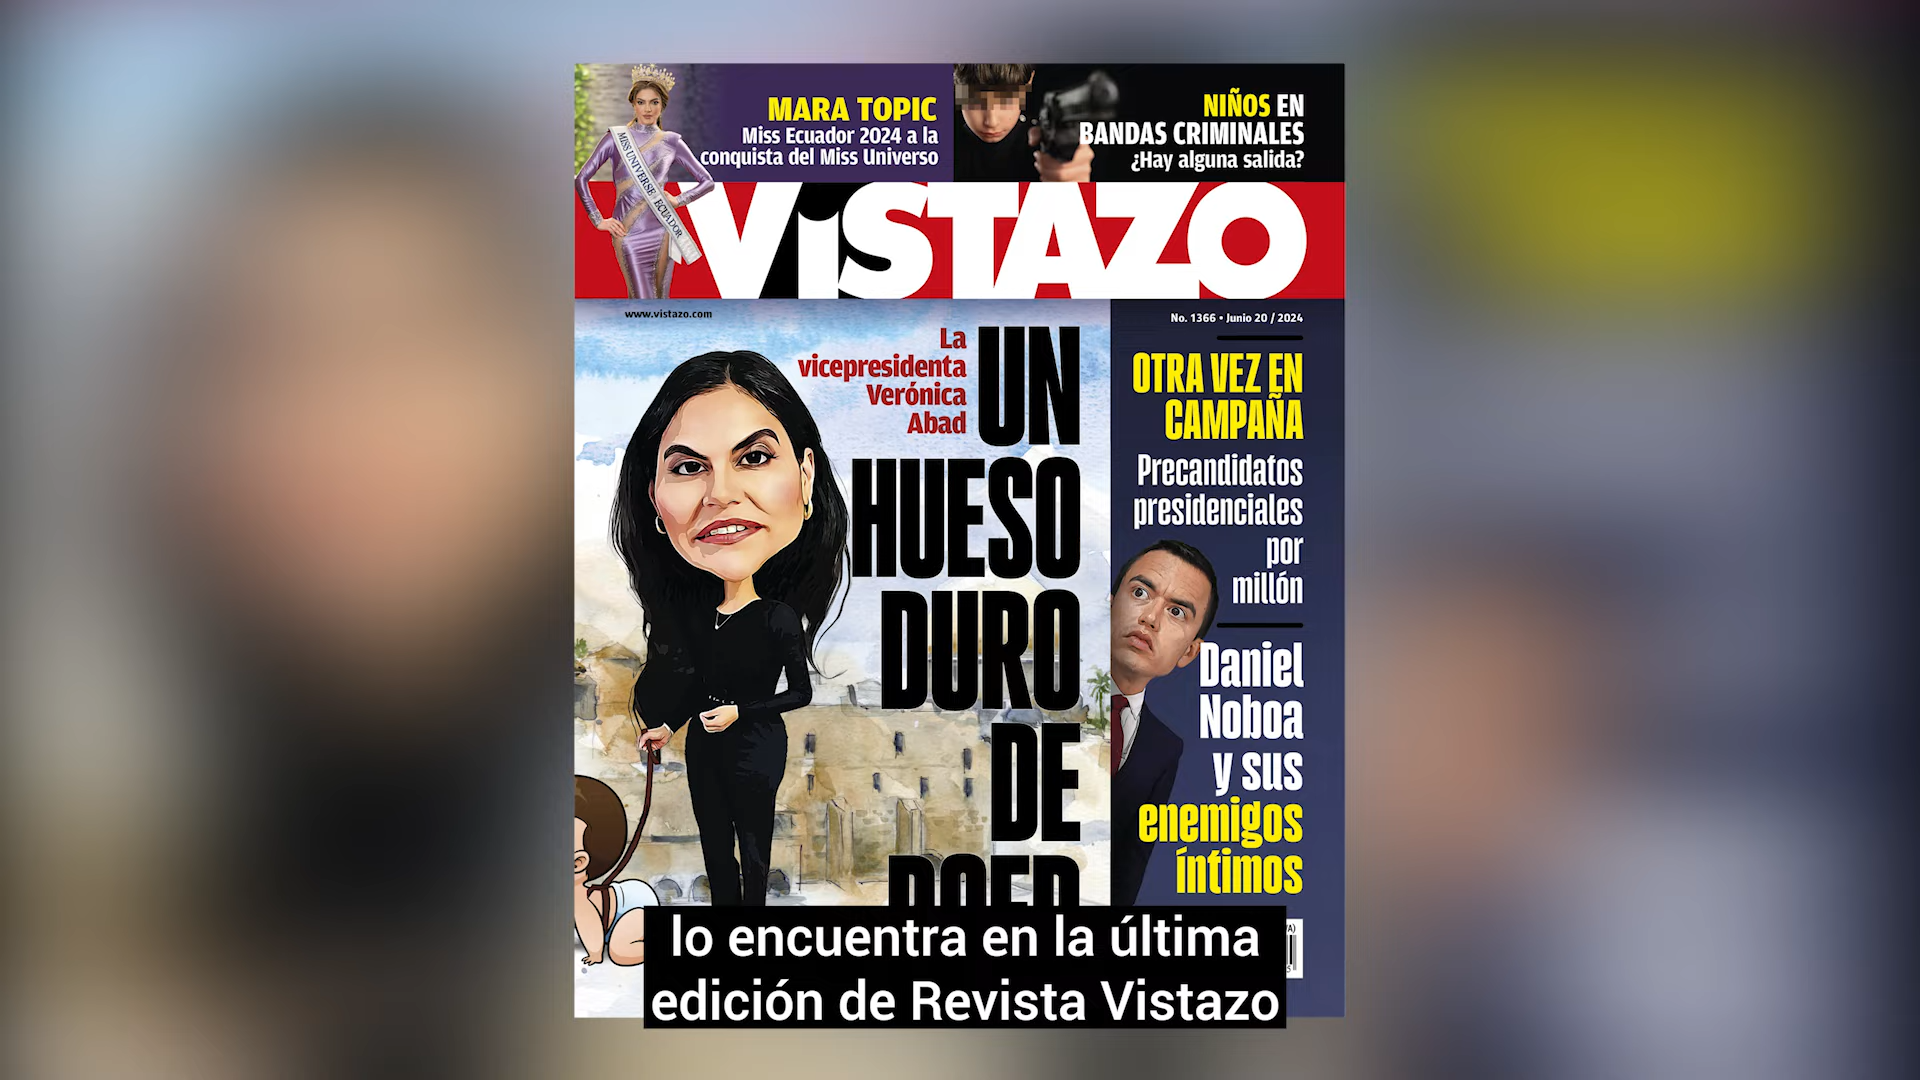 MARA TOPIC
Miss Ecuador 2024 a la
conquista del Miss Universo
NIÑOS EN
BANDAS CRIMINALES
¿Hay alguna salida?
MISS UNIVERSE ECUADOR
ViSTAZO
www.vistazo.com
No. 1366 • Junio 20 / 2024
La
vicepresidenta
Verónica
Abad
UN
HUESO
DURO
DE
OTRA VEZ EN
CAMPAÑA
Precandidatos
presidenciales
por
millón
Daniel
Noboa
y sus
enemigos
íntimos
lo encuentra en la última
edición de Revista Vistazo